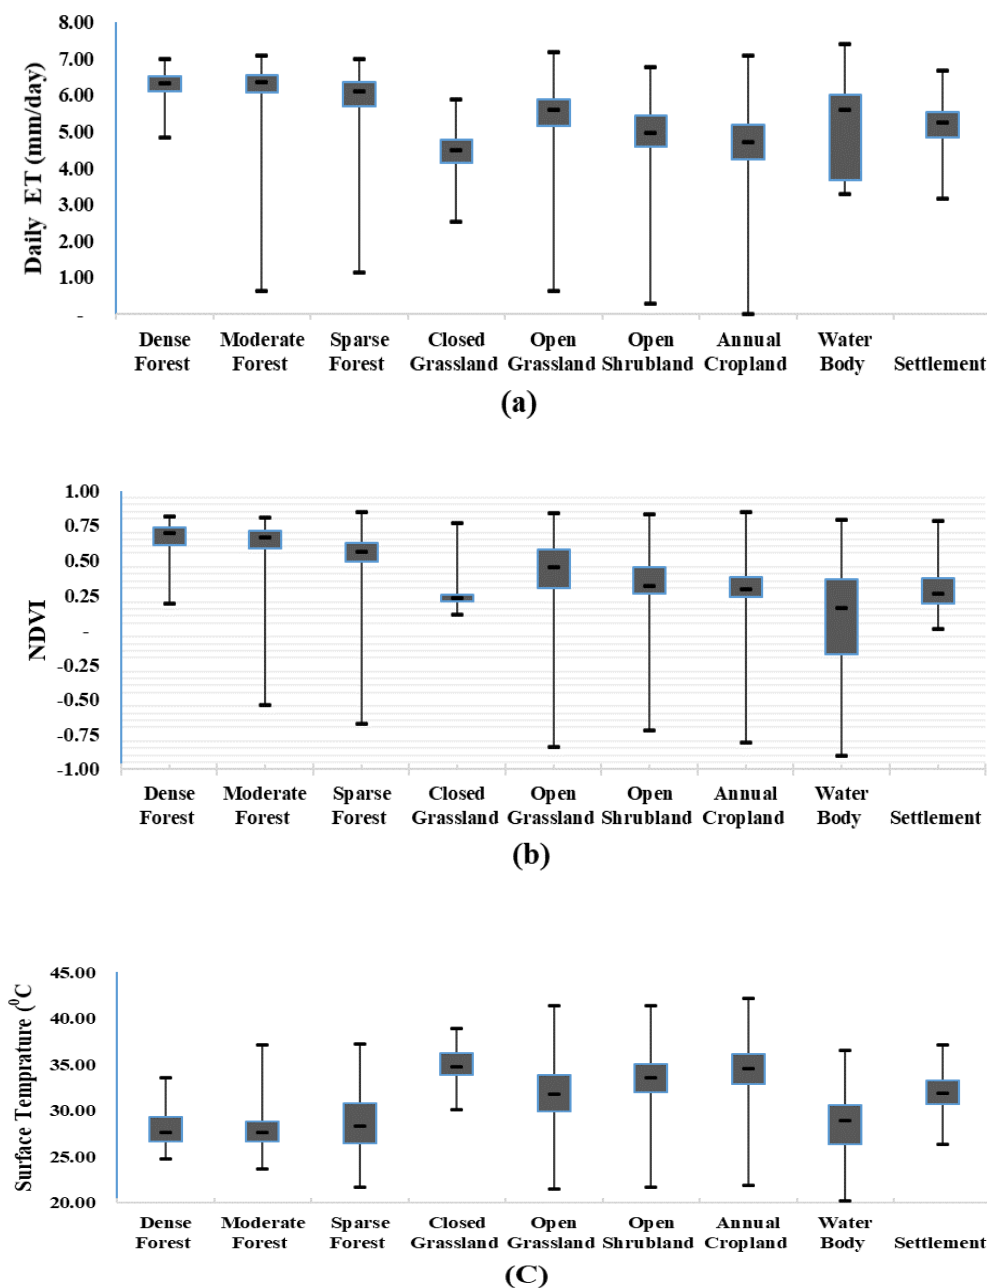 8.00
7.00
6.00
5.00
4.00
3.00
2.00
1.00
-
Daily ET (mm/day)
Dense Moderate Sparse Closed Open Open Annual Water
Forest Forest Forest Grassland Grassland Shrubland Cropland Body Settlement
(a)
1.00
0.75
0.50
0.25
-
-0.25
-0.50
-0.75
-1.00
NDVI
Dense Moderate Sparse Closed Open Open Annual Water
Forest Forest Forest Grassland Grassland Shrubland Cropland Body Settlement
(b)
45.00
40.00
35.00
30.00
25.00
20.00
Surface Temprature (⁰C
Dense Moderate Sparse Closed Open Open Annual Water
Forest Forest Forest Grassland Grassland Shrubland Cropland Body Settlement
(C)